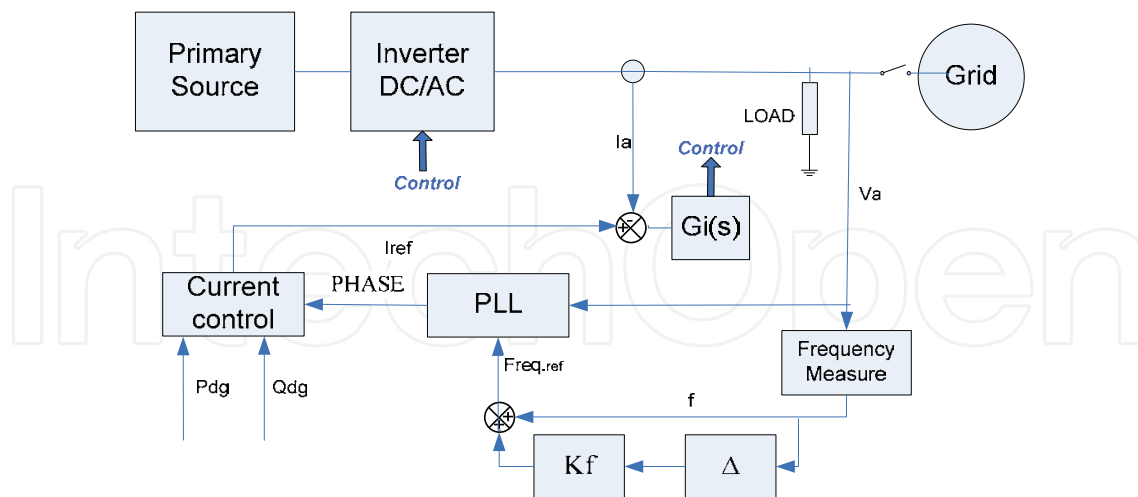 Primary
Source
Inverter
DC/AC
Grid
LOAD
Ia
Control
Control
Va
Gi(s)
Iref
Current
control
PHASE
PLL
Frequency
Measure
Freq.ref
Pdg
Qdg
f
Kf
Δ
IntechOpen